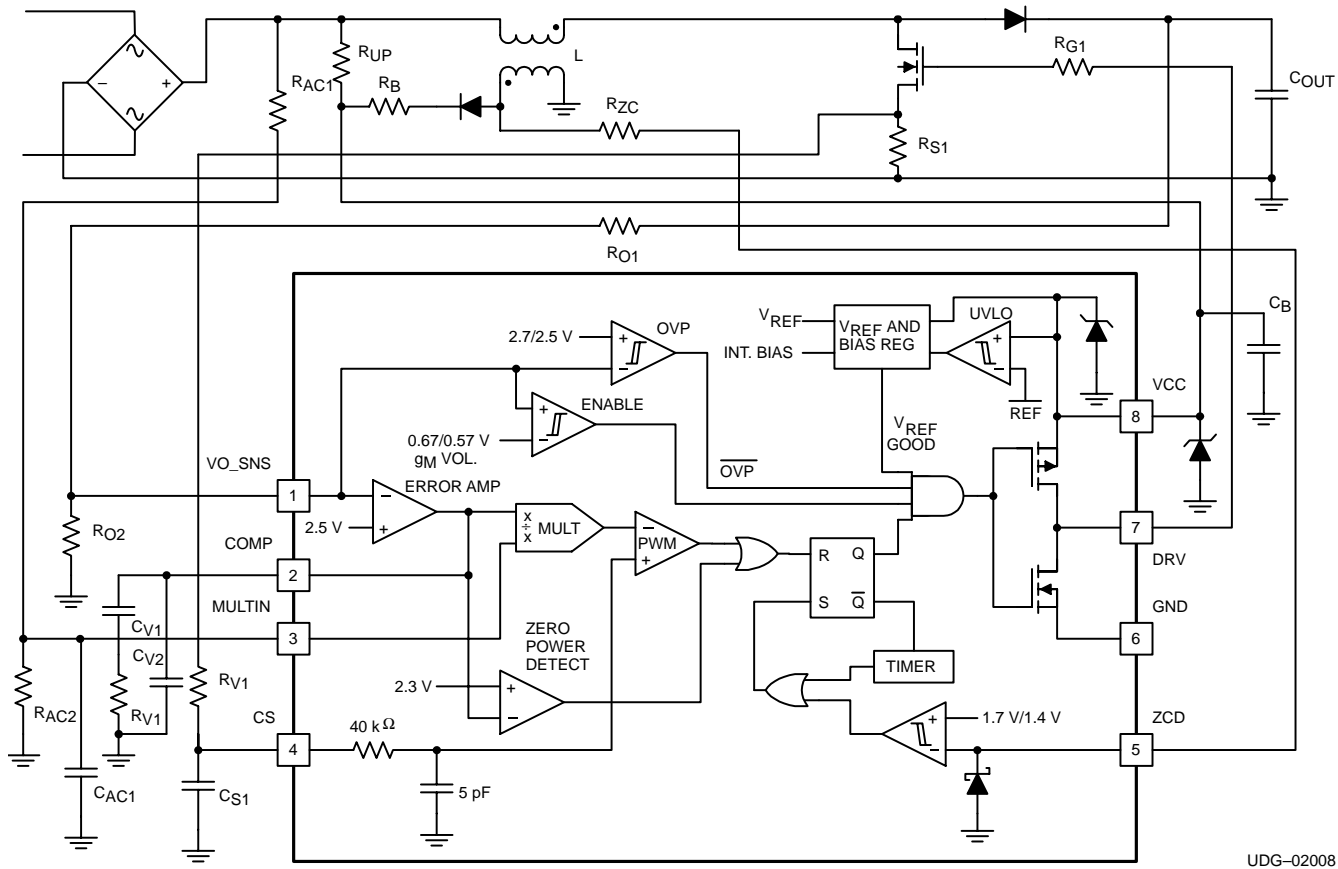 RUP
L
RAC1
RB
RZC
RG1
COUT
RS1
RO1
CB
2.7/2.5 V
OVP
VREF
VREF AND
BIAS REG
UVLO
INT. BIAS
ENABLE
REF
VCC
8
0.67/0.57 V
gM VOL.
VREF
GOOD
OVP
VO_SNS
1
ERROR AMP
2.5 V
X
÷
X
MULT
PWM
7
DRV
RO2
COMP
2
R Q
S Q
GND
MULTIN
3
6
CV1
CV2
ZERO
POWER
DETECT
TIMER
RAC2
RV1
RV1
2.3 V
CS
4
40 kΩ
1.7 V/1.4 V
ZCD
5
CAC1
CS1
5 pF
UDG–02008